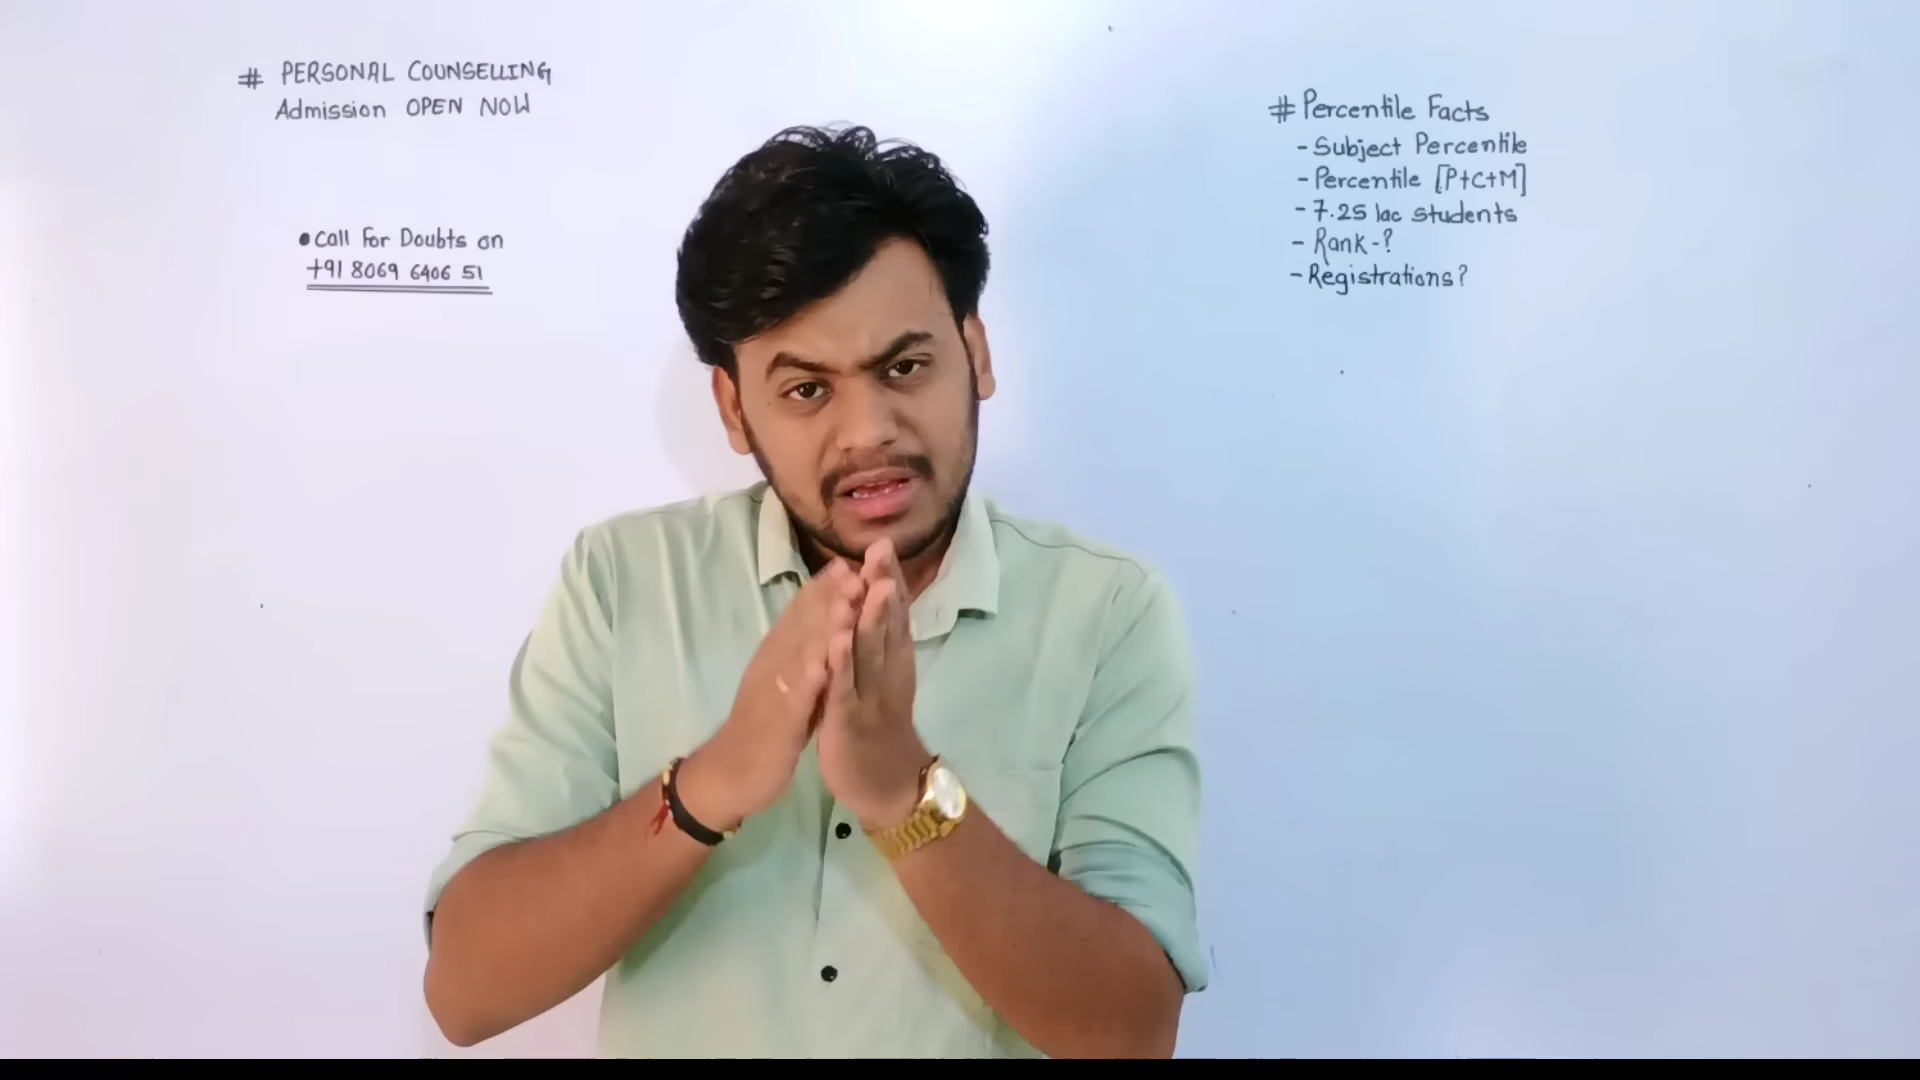 # PERSONAL COUNSELLING
Admission OPEN NOW
• Call For Doubts on
+91 8069 6406 51
# Percentile Facts
- Subject Percentile
- Percentile [P+C+M]
- 7.25 lac students
- Rank-?
- Registrations?